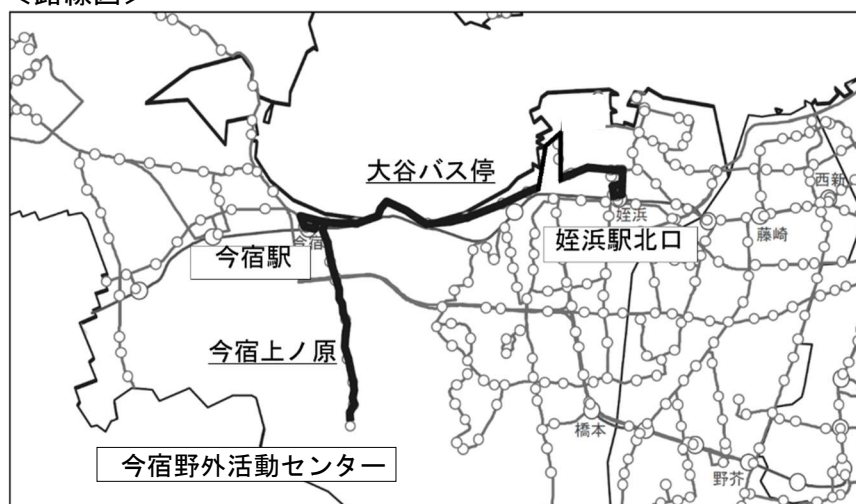 <路線図>
大谷バス停
西新
姪浜
藤崎
姪浜駅北口
今宿
今宿駅
今宿上ノ原
橋本
今宿野外活動センター
野芥